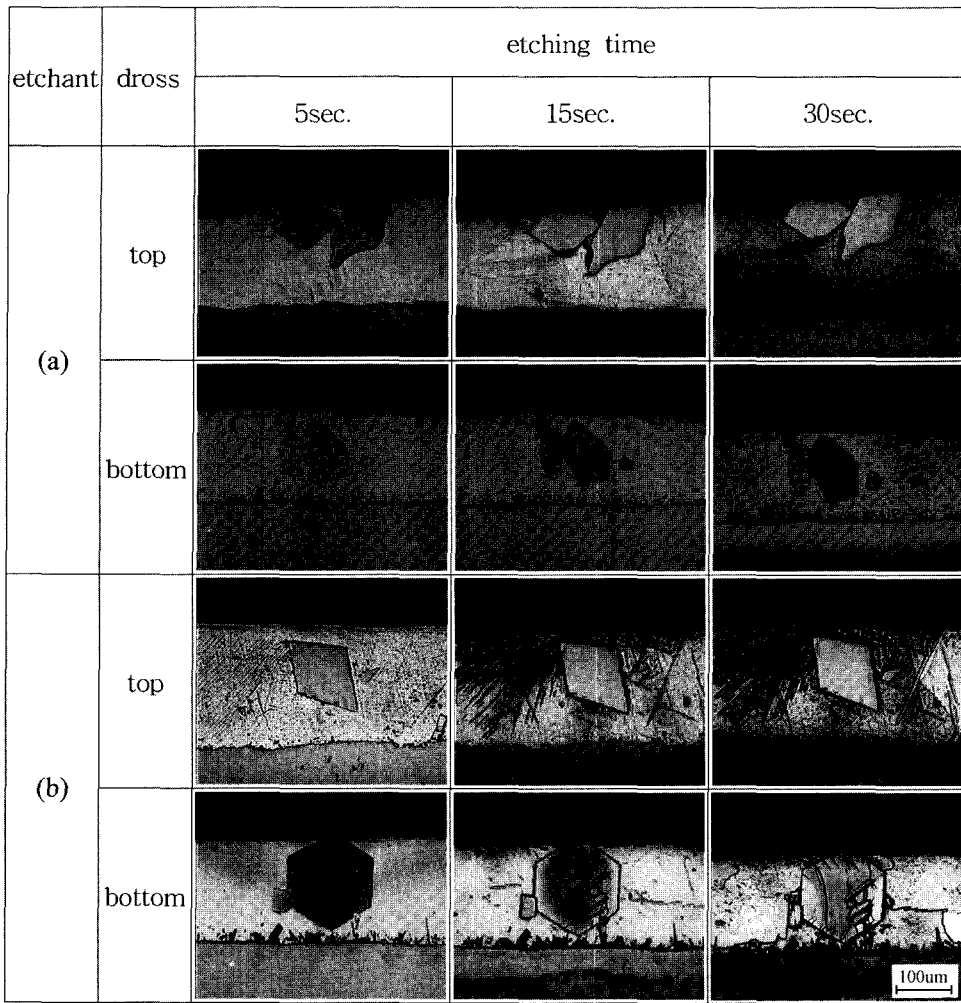 etching time
etchant dross
5sec. 15sec. 30sec.
top
(a)
bottom
top
(b)
bottom
100um